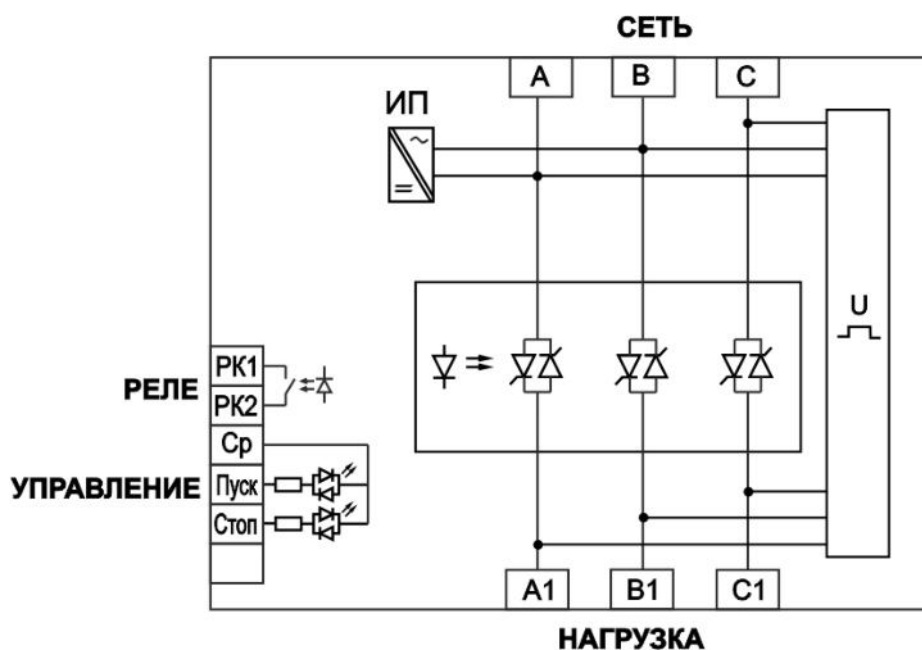 СЕТЬ
A B C
ИП
U
РЕЛЕ
РК1
РК2
Ср
УПРАВЛЕНИЕ
Пуск
Стоп
A1 B1 C1
НАГРУЗКА